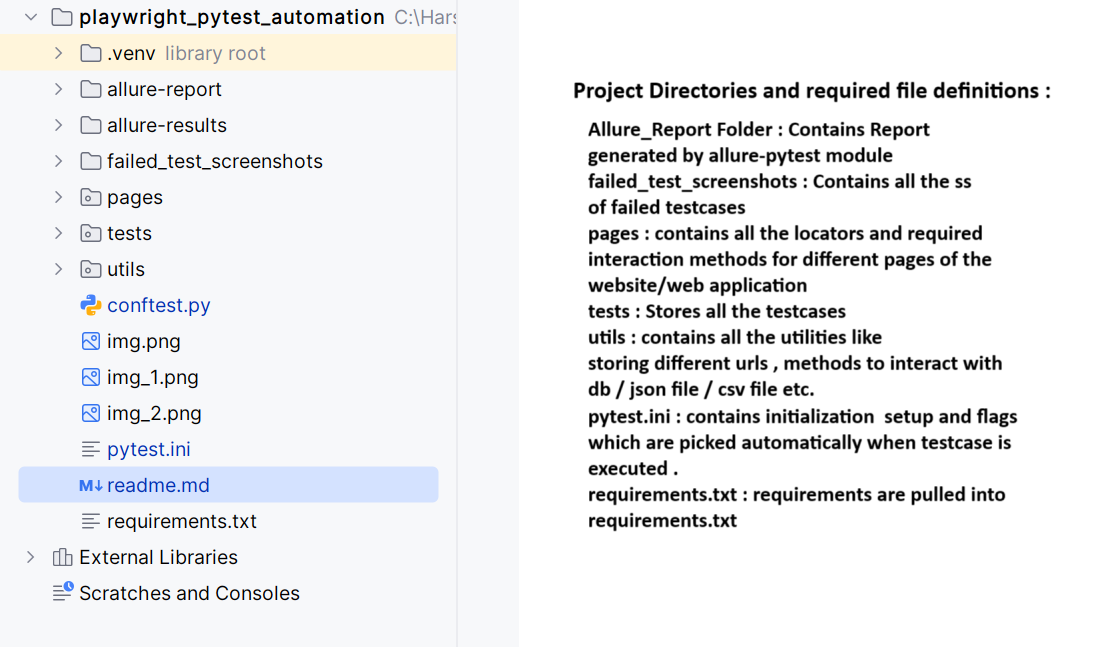 playwright_pytest_automation C:\Hars
.venv library root
allure-report
allure-results
failed_test_screenshots
pages
tests
utils
conftest.py
img.png
img_1.png
img_2.png
pytest.ini
M↓ readme.md
requirements.txt
External Libraries
Scratches and Consoles
Project Directories and required file definitions :
Allure_Report Folder : Contains Report
generated by allure-pytest module
failed_test_screenshots : Contains all the ss
of failed testcases
pages : contains all the locators and required
interaction methods for different pages of the
website/web application
tests : Stores all the testcases
utils : contains all the utilities like
storing different urls , methods to interact with
db / json file / csv file etc.
pytest.ini : contains initialization setup and flags
which are picked automatically when testcase is
executed .
requirements.txt : requirements are pulled into
requirements.txt